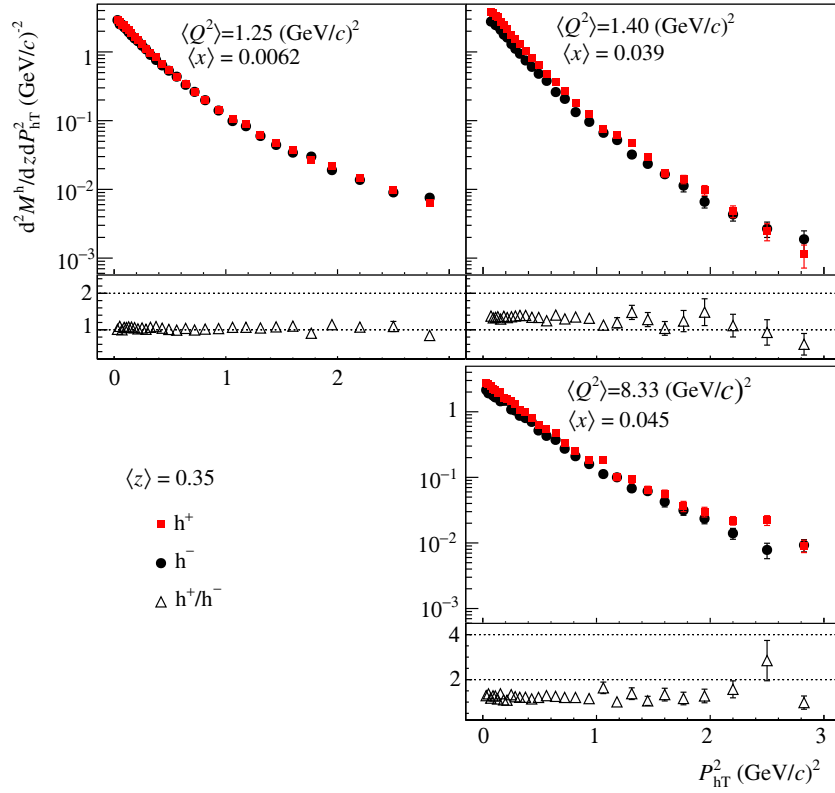 d²Mʰ/dzdP²hT (GeV/c)⁻²
⟨Q²⟩=1.25 (GeV/c)²
⟨x⟩ = 0.0062
⟨Q²⟩=1.40 (GeV/c)²
⟨x⟩ = 0.039
1
10⁻¹
10⁻²
10⁻³
2
1
0 1 2
⟨Q²⟩=8.33 (GeV/c)²
⟨x⟩ = 0.045
1
10⁻¹
10⁻²
10⁻³
4
2
0 1 2 3
⟨z⟩ = 0.35
h⁺
h⁻
h⁺/h⁻
P²hT (GeV/c)²